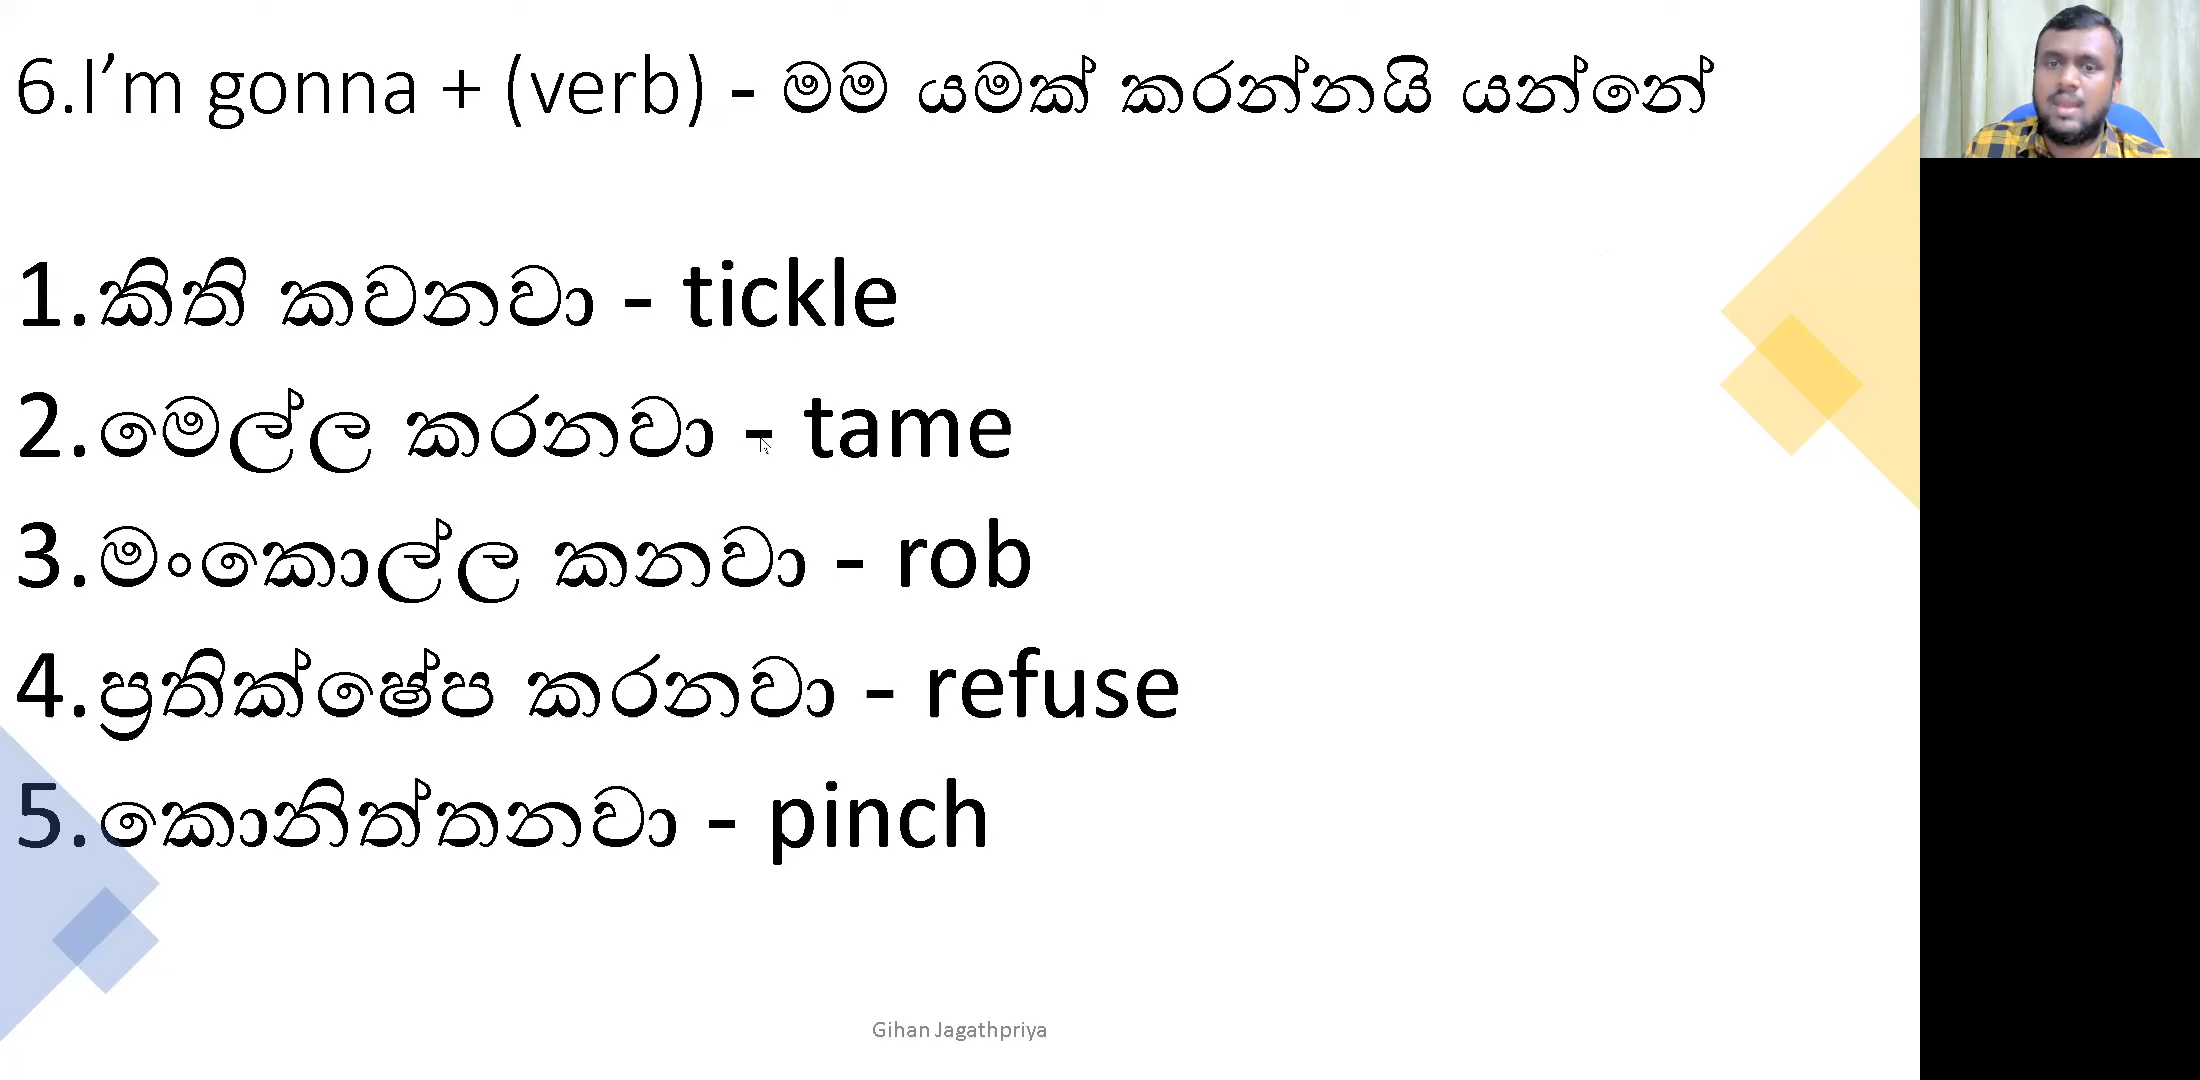 6.I’m gonna + (verb) - මම යමක් කරන්නයි යන්නේ
1.කිති කවනවා - tickle
2.මෙල්ල කරනවා - tame
3.මංකොල්ල කනවා - rob
4.ප්‍රතික්ෂේප කරනවා - refuse
5.කොනිත්තනවා - pinch
Gihan Jagathpriya